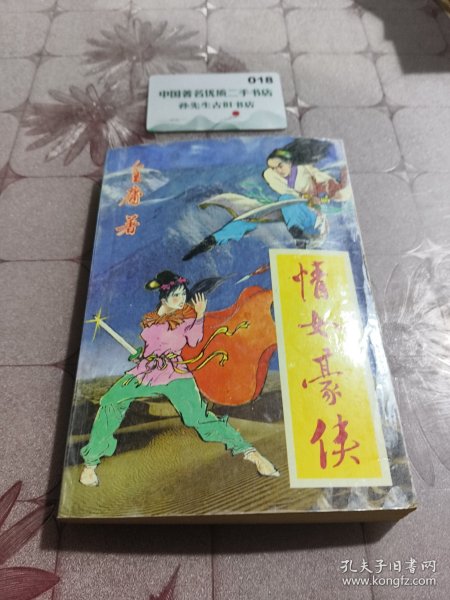 018
中国著名优质二手书店
孙先生古旧书店
金庸著
情女豪侠
孔夫子旧书网
www.kongfz.com